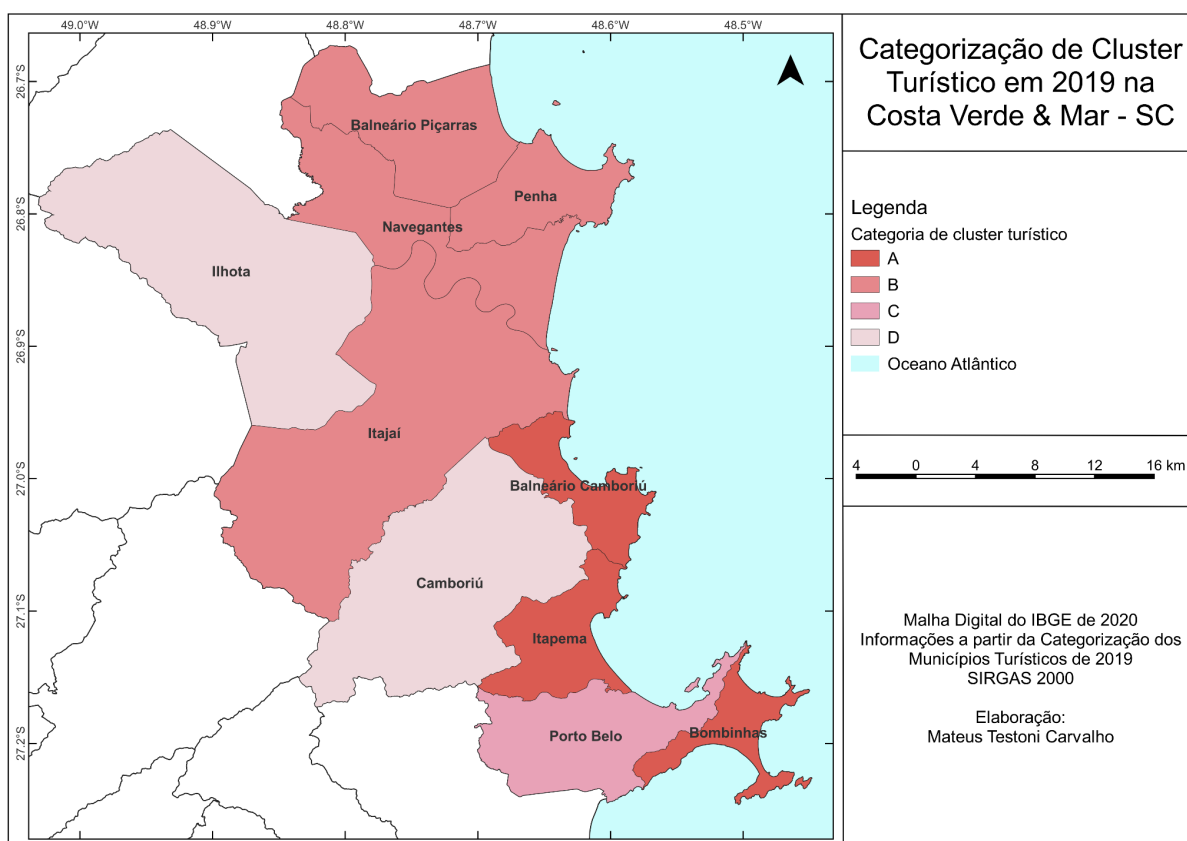 49.0°W
48.9°W
48.8°W
48.7°W
48.6°W
48.5°W
26.7°S
26.8°S
26.9°S
27.0°S
27.1°S
27.2°S
Balneário Piçarras
Penha
Navegantes
Ilhota
Itajaí
Balneário Camboriú
Camboriú
Itapema
Porto Belo
Bombinhas
Categorização de Cluster
Turístico em 2019 na
Costa Verde & Mar - SC
Legenda
Categoria de cluster turístico
A
B
C
D
Oceano Atlântico
4 0 4 8 12 16 km
Malha Digital do IBGE de 2020
Informações a partir da Categorização dos
Municípios Turísticos de 2019
SIRGAS 2000
Elaboração:
Mateus Testoni Carvalho